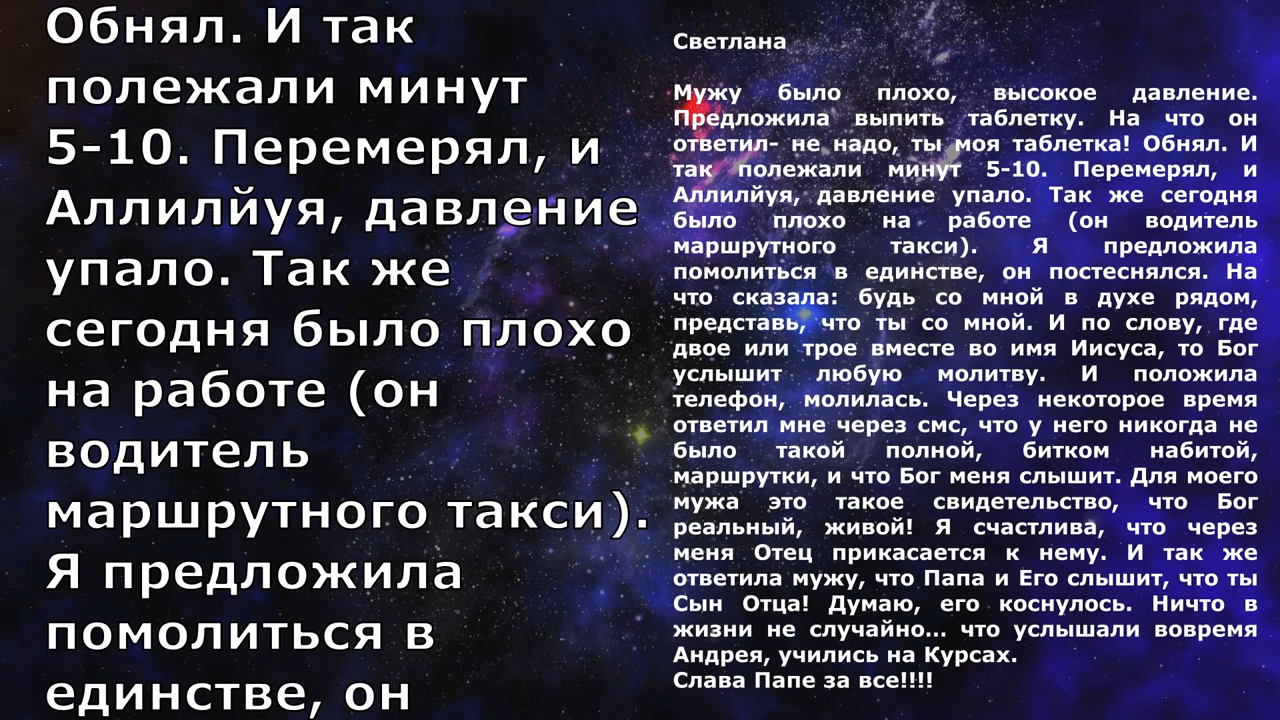 Обнял. И так
полежали минут
5-10. Перемерял, и
Аллилйуя, давление
упало. Так же
сегодня было плохо
на работе (он
водитель
маршрутного такси).
Я предложила
помолиться в
единстве, он
Светлана
Мужу было плохо, высокое давление.
Предложила выпить таблетку. На что он
ответил- не надо, ты моя таблетка! Обнял. И
так полежали минут 5-10. Перемерял, и
Аллилйуя, давление упало. Так же сегодня
было плохо на работе (он водитель
маршрутного такси). Я предложила
помолиться в единстве, он постеснялся. На
что сказала: будь со мной в духе рядом,
представь, что ты со мной. И по слову, где
двое или трое вместе во имя Иисуса, то Бог
услышит любую молитву. И положила
телефон, молилась. Через некоторое время
ответил мне через смс, что у него никогда не
было такой полной, битком набитой,
маршрутки, и что Бог меня слышит. Для моего
мужа это такое свидетельство, что Бог
реальный, живой! Я счастлива, что через
меня Отец прикасается к нему. И так же
ответила мужу, что Папа и Его слышит, что ты
Сын Отца! Думаю, его коснулось. Ничто в
жизни не случайно... что услышали вовремя
Андрея, учились на Курсах.
Слава Папе за все!!!!